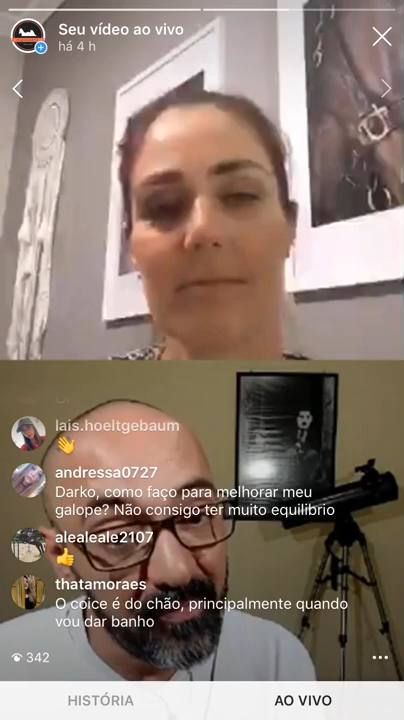 Seu vídeo ao vivo
há 4 h
lais.hoeltgebaum
👋
andressa0727
Darko, como faço para melhorar meu
galope? Não consigo ter muito equilibrio
alealeale2107
👍
thatamoraes
O coice é do chão, principalmente quando
vou dar banho
342
HISTÓRIA
AO VIVO